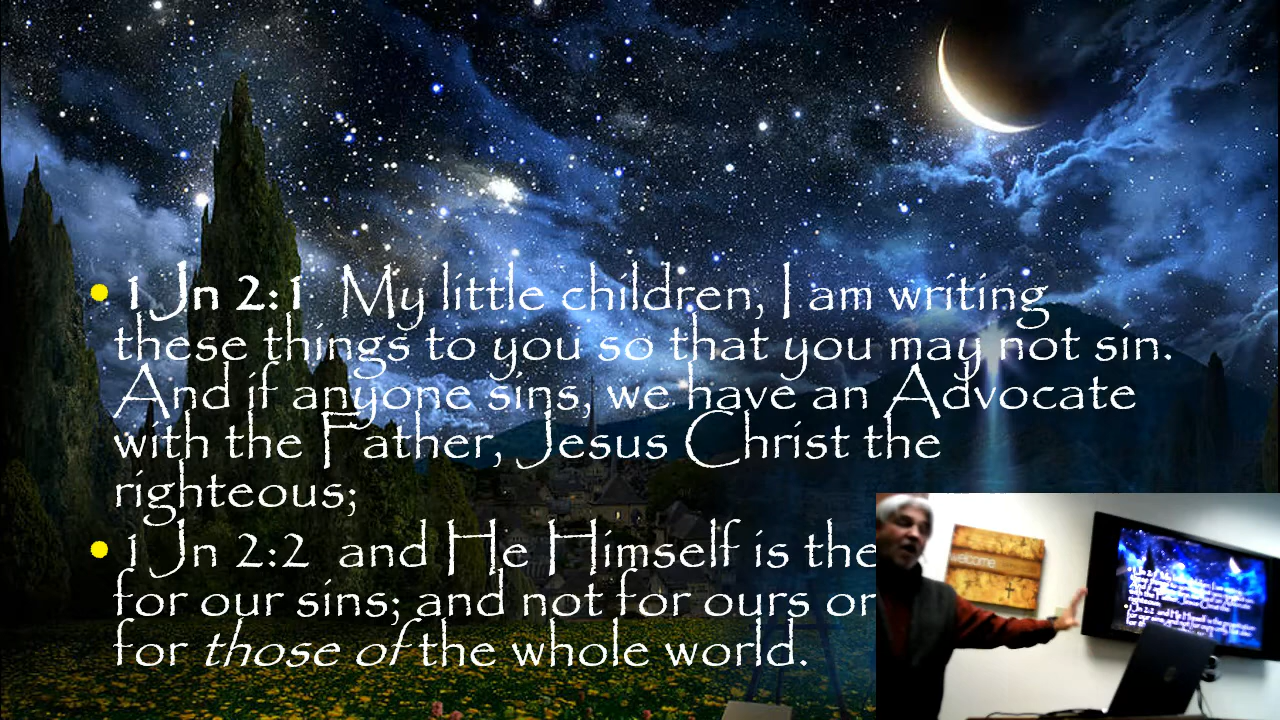 • 1 Jn 2:1 My little children, I am writing
these things to you so that you may not sin.
And if anyone sins, we have an Advocate
with the Father, Jesus Christ the
righteous;
• 1 Jn 2:2 and He Himself is the
for our sins; and not for ours
for those of the whole world.